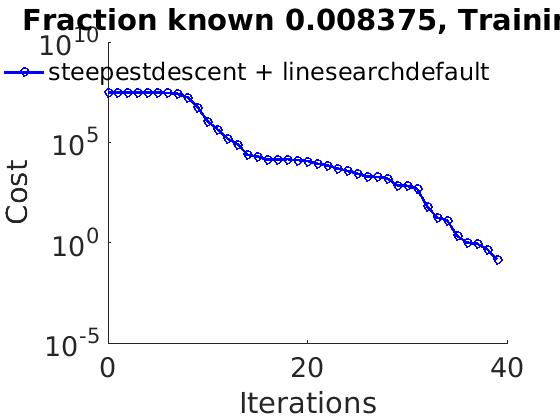 Fraction known 0.008375, Trainin
10^10
steepestdescent + linesearchdefault
10^5
Cost
10^0
10^-5
0 20 40
Iterations